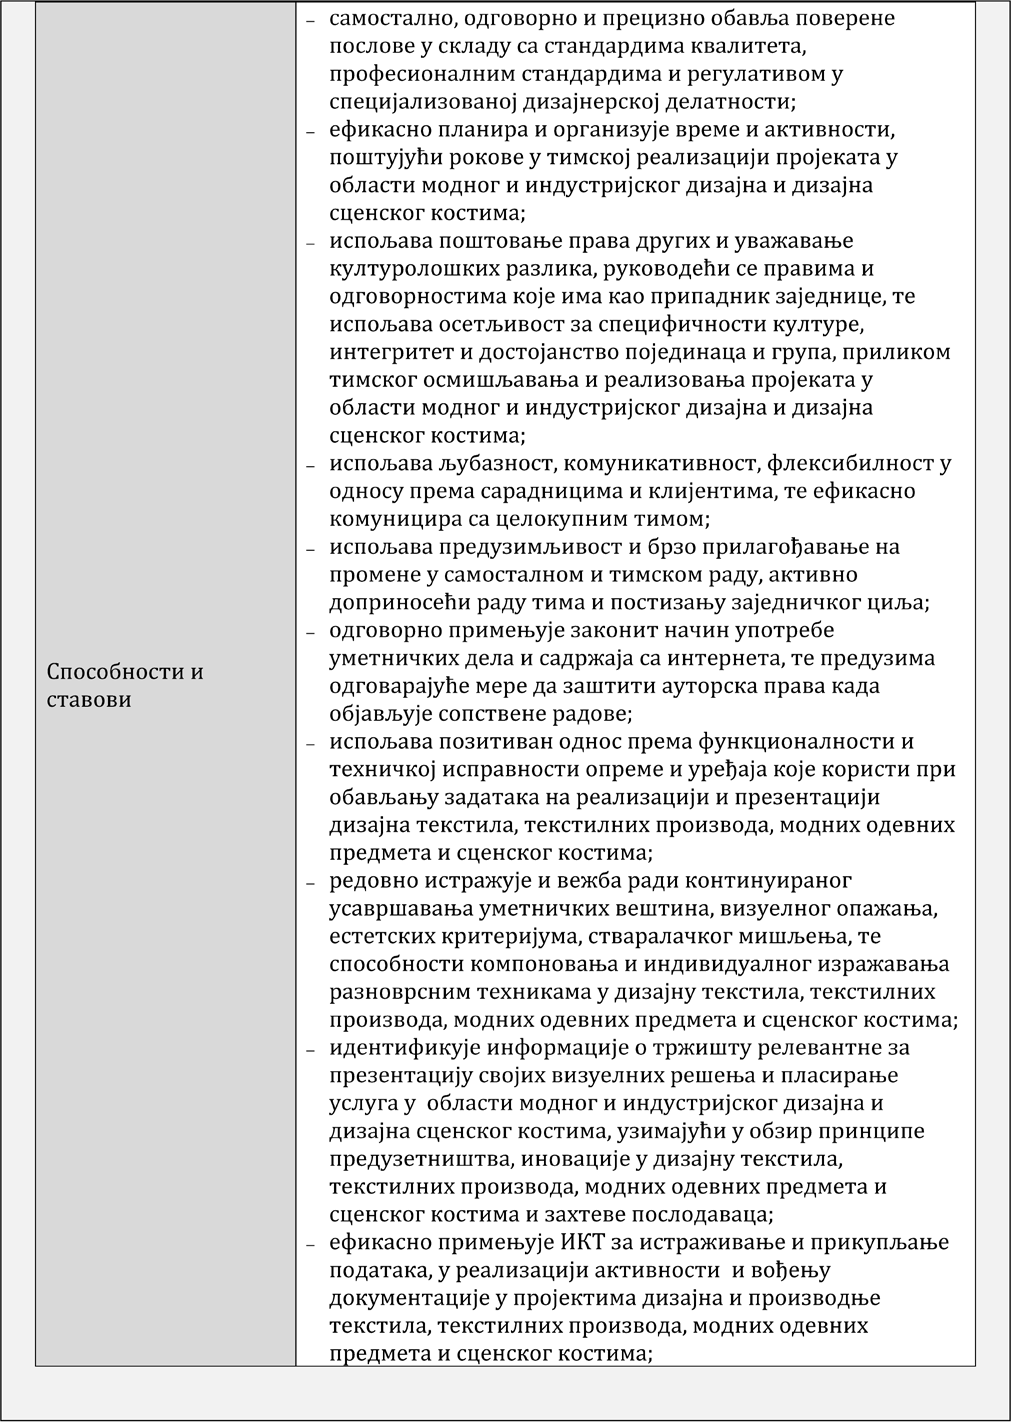 Способности и
ставови
– самостално, одговорно и прецизно обавља поверене
послове у складу са стандардима квалитета,
професионалним стандардима и регулативом у
специјализованој дизајнерској делатности;
– ефикасно планира и организује време и активности,
поштујући рокове у тимској реализацији пројеката у
области модног и индустријског дизајна и дизајна
сценског костима;
– испољава поштовање права других и уважавање
културолошких разлика, руководећи се правима и
одговорностима које има као припадник заједнице, те
испољава осетљивост за специфичности културе,
интегритет и достојанство појединаца и група, приликом
тимског осмишљавања и реализовања пројеката у
области модног и индустријског дизајна и дизајна
сценског костима;
– испољава љубазност, комуникативност, флексибилност у
односу према сарадницима и клијентима, те ефикасно
комуницира са целокупним тимом;
– испољава предузимљивост и брзо прилагођавање на
промене у самосталном и тимском раду, активно
доприносећи раду тима и постизању заједничког циља;
– одговорно примењује законит начин употребе
уметничких дела и садржаја са интернета, те предузима
одговарајуће мере да заштити ауторска права када
објављује сопствене радове;
– испољава позитиван однос према функционалности и
техничкој исправности опреме и уређаја које користи при
обављању задатака на реализацији и презентацији
дизајна текстила, текстилних производа, модних одевних
предмета и сценског костима;
– редовно истражује и вежба ради континуираног
усавршавања уметничких вештина, визуелног опажања,
естетских критеријума, стваралачког мишљења, те
способности компоновања и индивидуалног изражавања
разноврсним техникама у дизајну текстила, текстилних
производа, модних одевних предмета и сценског костима;
– идентификује информације о тржишту релевантне за
презентацију својих визуелних решења и пласирање
услуга у  области модног и индустријског дизајна и
дизајна сценског костима, узимајући у обзир принципе
предузетништва, иновације у дизајну текстила,
текстилних производа, модних одевних предмета и
сценског костима и захтеве послодаваца;
– ефикасно примењује ИКТ за истраживање и прикупљање
података, у реализацији активности  и вођењу
документације у пројектима дизајна и производње
текстила, текстилних производа, модних одевних
предмета и сценског костима;